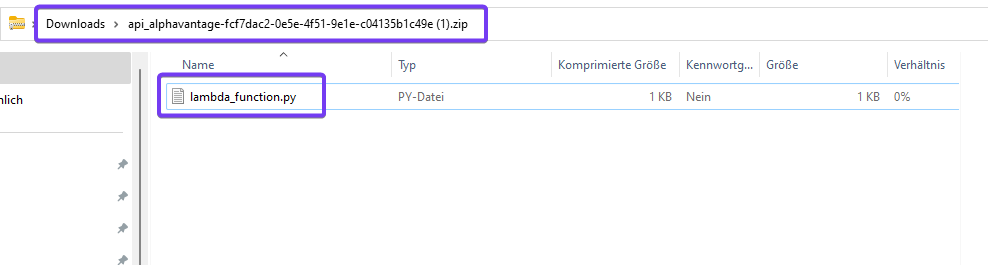 Downloads > api_alphavantage-fcf7dac2-0e5e-4f51-9e1e-c04135b1c49e (1).zip
Name Typ Komprimierte Größe Kennwortg... Größe Verhältnis
lambda_function.py PY-Datei 1 KB Nein 1 KB 0%
nlich